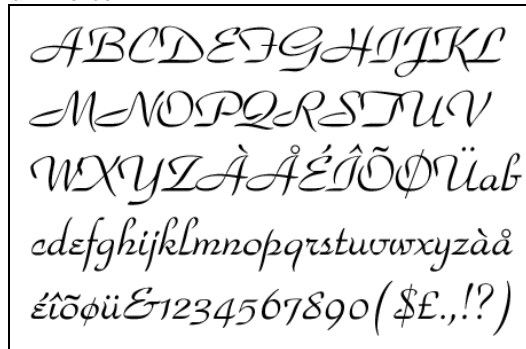 ABCDEFGHIJKL
MNOPQRSTUV
WXYZÀÅÉÎÕØÜab
cdefghijklmnopqrstuvwxyzàå
éîõøü&1234567890($£.,!?)